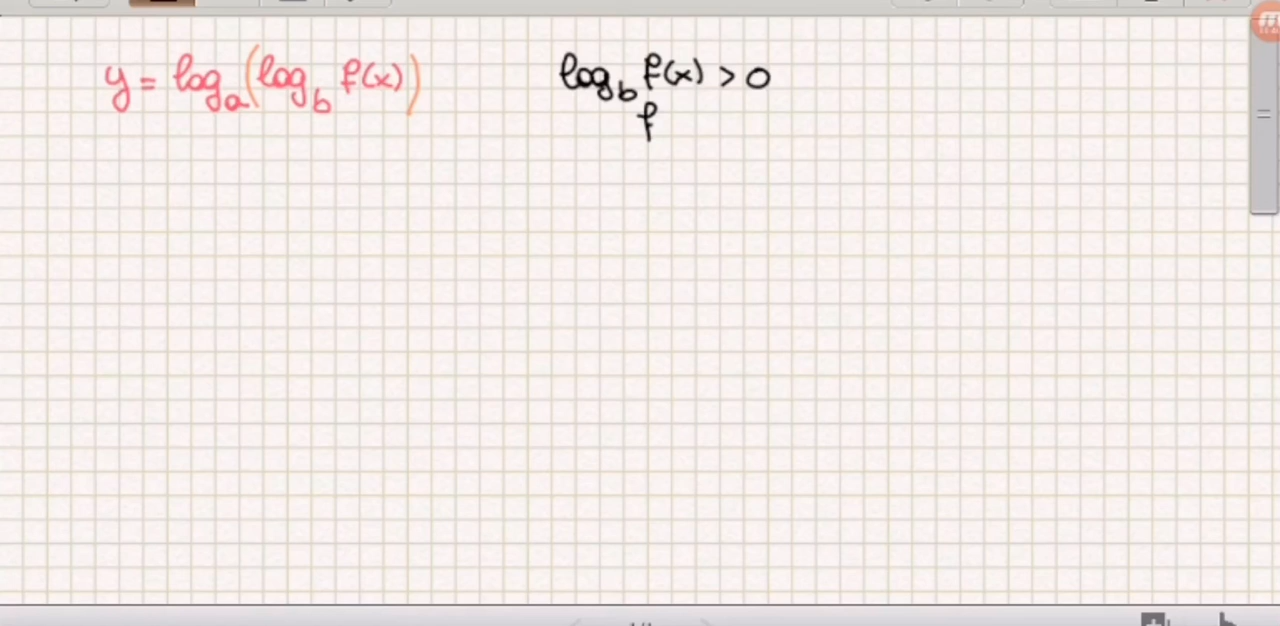 y = log_a(log_b f(x))
log_b f(x) > 0
f